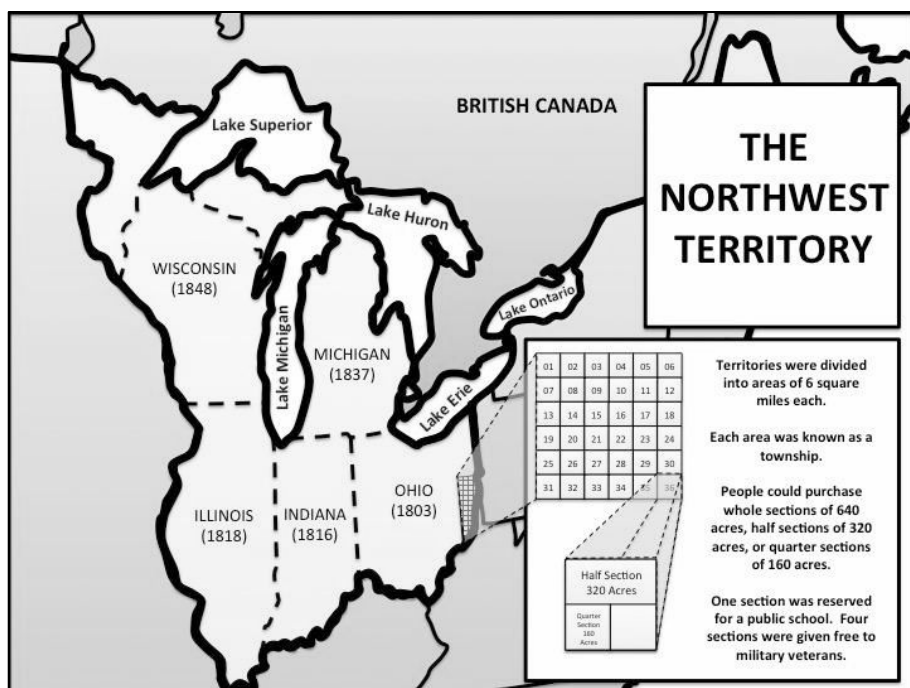 BRITISH CANADA
THE
NORTHWEST
TERRITORY
Lake Superior
Lake Huron
Lake Ontario
Lake Michigan
Lake Erie
WISCONSIN
(1848)
MICHIGAN
(1837)
ILLINOIS
(1818)
INDIANA
(1816)
OHIO
(1803)
01 02 03 04 05 06
07 08 09 10 11 12
13 14 15 16 17 18
19 20 21 22 23 24
25 26 27 28 29 30
31 32 33 34 35 36
Half Section
320 Acres
Quarter
Section
160
Acres
Territories were divided
into areas of 6 square
miles each.
Each area was known as a
township.
People could purchase
whole sections of 640
acres, half sections of 320
acres, or quarter sections
of 160 acres.
One section was reserved
for a public school. Four
sections were given free to
military veterans.